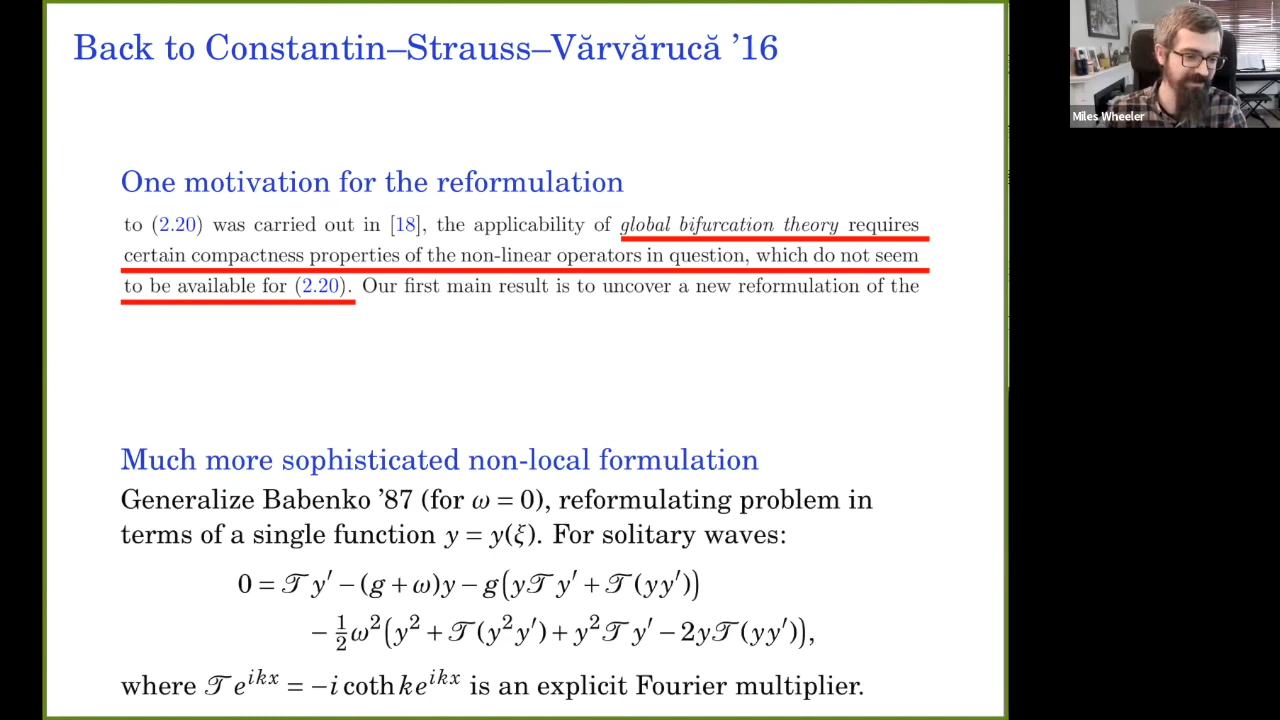 Back to Constantin–Strauss–Vărvărucă ’16
Miles Wheeler
One motivation for the reformulation
to (2.20) was carried out in [18], the applicability of global bifurcation theory requires
certain compactness properties of the non-linear operators in question, which do not seem
to be available for (2.20). Our first main result is to uncover a new reformulation of the
Much more sophisticated non-local formulation
Generalize Babenko ’87 (for ω = 0), reformulating problem in
terms of a single function y = y(ξ). For solitary waves:
0 = 𝒯y′ − (g + ω)y − g(y𝒯y′ + 𝒯(yy′))
− ½ω²(y² + 𝒯(y²y′) + y²𝒯y′ − 2y𝒯(yy′)),
where 𝒯e^{ikx} = −i coth k e^{ikx} is an explicit Fourier multiplier.